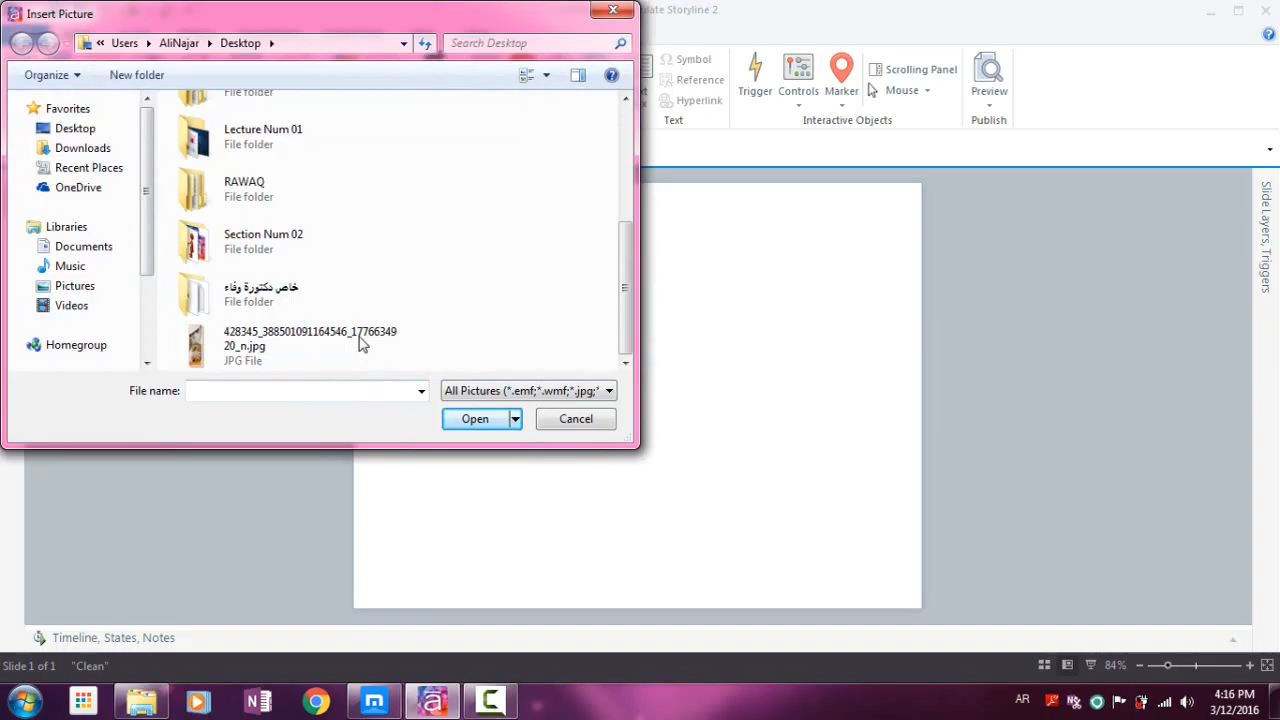 Insert Picture
ulate Storyline 2
« Users ▸ AliNajar ▸ Desktop ▸
Search Desktop
Organize
New folder
Favorites
Desktop
Downloads
Recent Places
OneDrive
Libraries
Documents
Music
Pictures
Videos
Homegroup
File folder
Lecture Num 01
File folder
RAWAQ
File folder
Section Num 02
File folder
خاص دكتورة وفاء
File folder
428345_388501091164546_17766349
20_n.jpg
JPG File
File name:
All Pictures (*.emf;*.wmf;*.jpg;*
Open
Cancel
Symbol
Reference
Hyperlink
Text
Trigger
Controls
Marker
Scrolling Panel
Mouse
Interactive Objects
Preview
Publish
Slide Layers, Triggers
Timeline, States, Notes
Slide 1 of 1
"Clean"
84%
AR
4:16 PM
3/12/2016